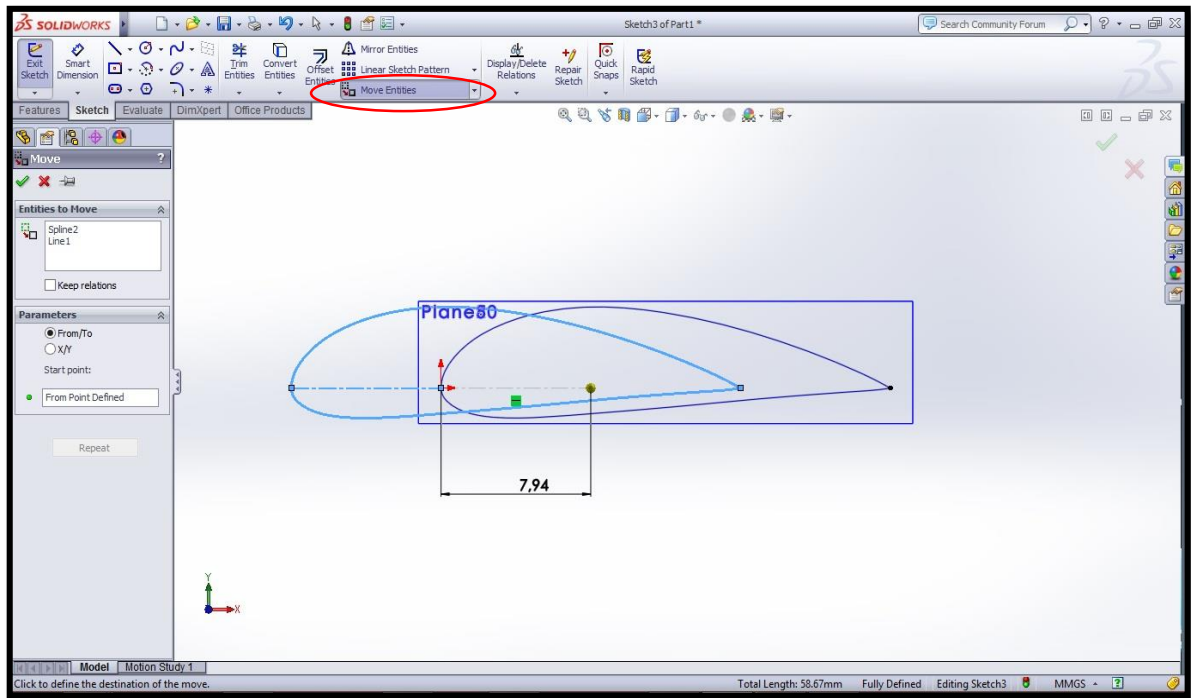 SOLIDWORKS
Sketch3 of Part1 *
Search Community Forum
?
Exit Sketch
Smart Dimension
Trim Entities
Convert Entities
Offset Entities
Mirror Entities
Linear Sketch Pattern
Move Entities
Display/Delete Relations
Repair Sketch
Quick Snaps
Rapid Sketch
Features Sketch Evaluate DimXpert Office Products
Move ?
Entities to Move
Spline2
Line1
Keep relations
Parameters
From/To
X/Y
Start point:
From Point Defined
Repeat
7,94
Y
X
Model Motion Study 1
Click to define the destination of the move.
Total Length: 58.67mm Fully Defined Editing Sketch3 MMGS ?